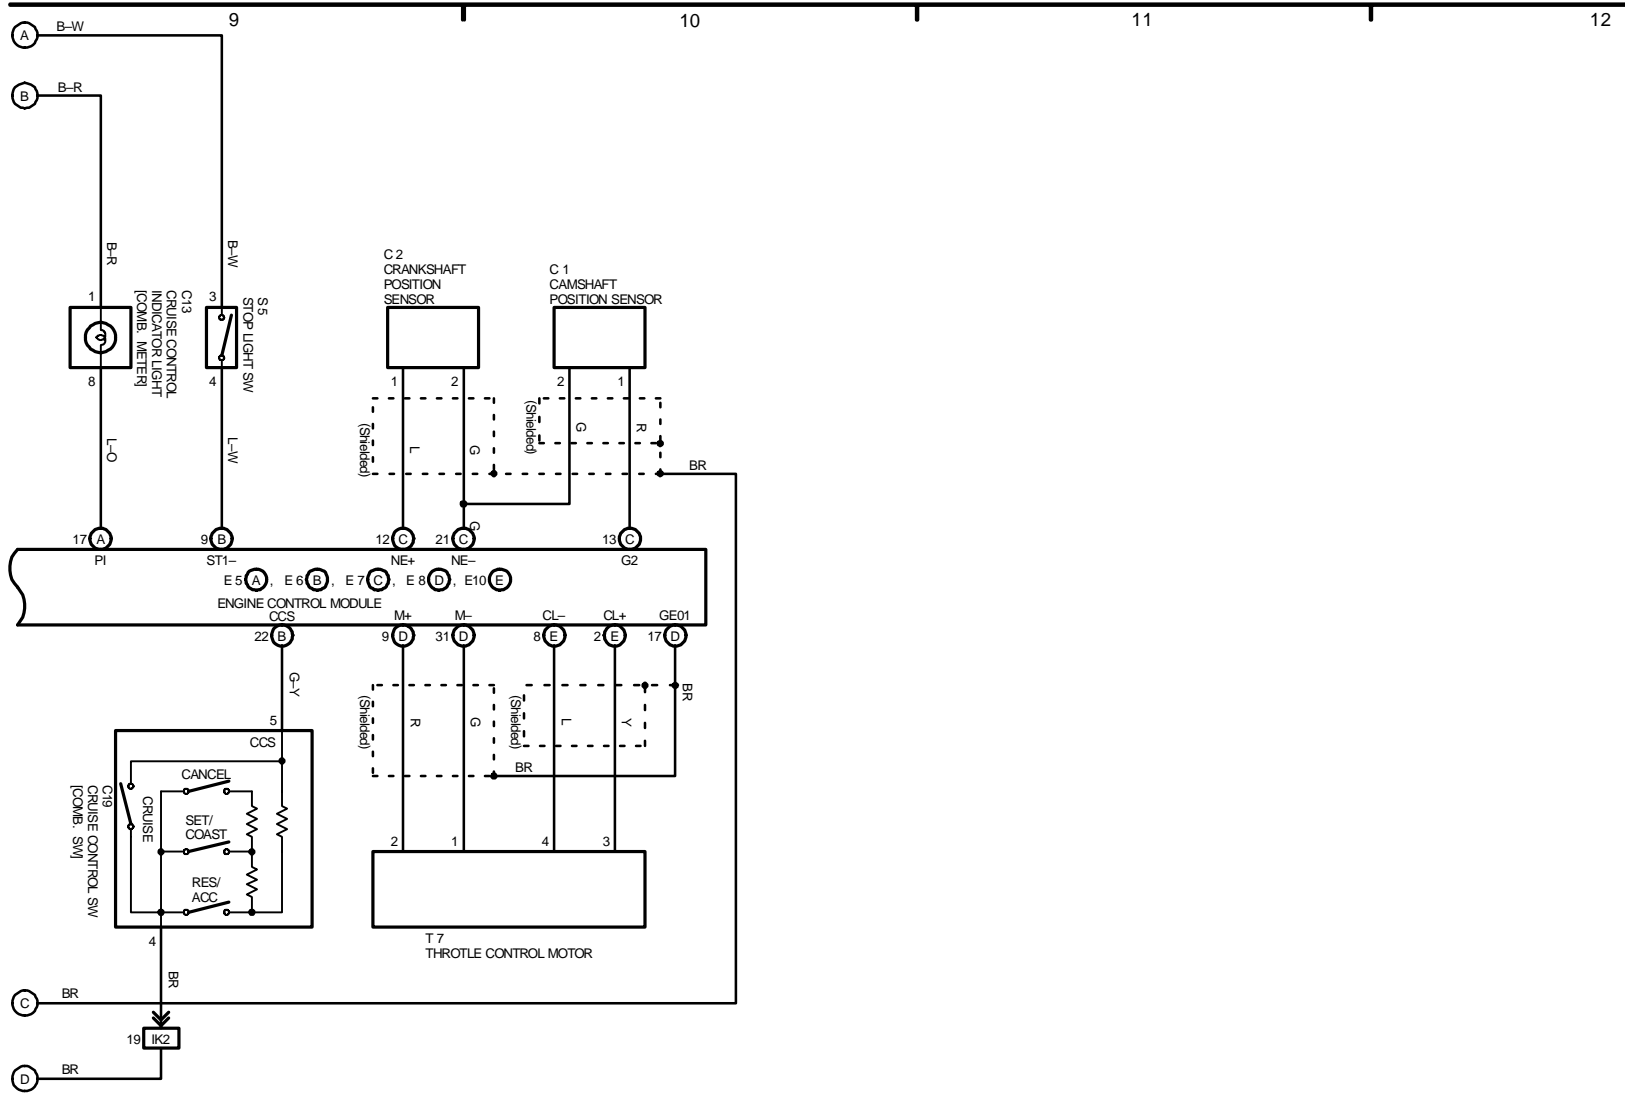 9
10
11
12
A
B–W
B
B–R
B–R
B–W
C 2
CRANKSHAFT
POSITION
SENSOR
C 1
CAMSHAFT
POSITION SENSOR
1
C13
CRUISE CONTROL
INDICATOR LIGHT
[COMB. METER]
3
S 5
STOP LIGHT SW
8
4
1
2
2
1
(Shielded)
(Shielded)
L–O
L–W
L
G
G
R
BR
G
17
A
9
B
12
C
21
C
13
C
PI
ST1–
NE+
NE–
G2
E 5 A , E 6 B , E 7 C , E 8 D , E10 E
ENGINE CONTROL MODULE
CCS
M+
M–
CL–
CL+
GE01
22
B
9
D
31
D
8
E
2
E
17
D
G–Y
(Shielded)
R
G
(Shielded)
L
Y
BR
BR
5
CCS
CANCEL
CRUISE
SET/
COAST
RES/
ACC
C19
CRUISE CONTROL SW
[COMB. SW]
2
1
4
3
T 7
THROTLE CONTROL MOTOR
4
BR
C
BR
19
IK2
D
BR